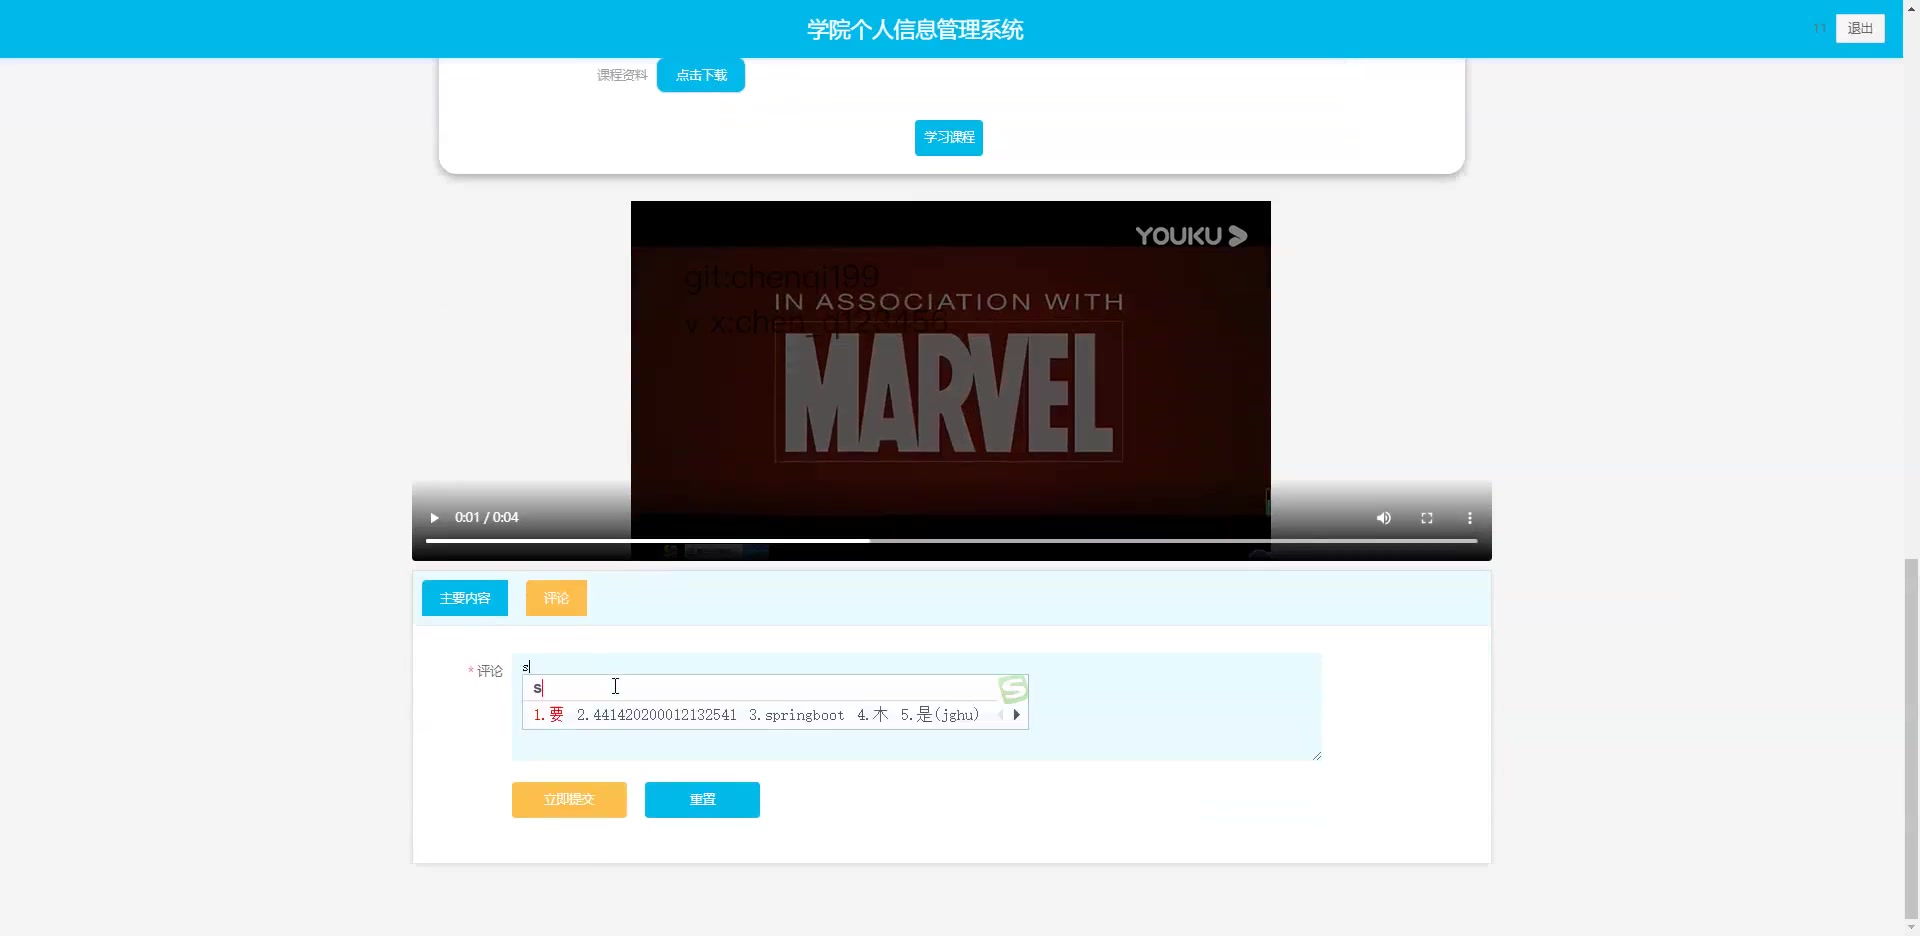 学院个人信息管理系统
11 退出
课程资料 点击下载
学习课程
YOUKU
git:chenqi199
IN ASSOCIATION WITH
v x:chen_q123456
MARVEL
0:01 / 0:04
主要内容 评论
* 评论
s
s
1.要 2.441420200012132541 3.springboot 4.木 5.是(jghu)
立即提交 重置